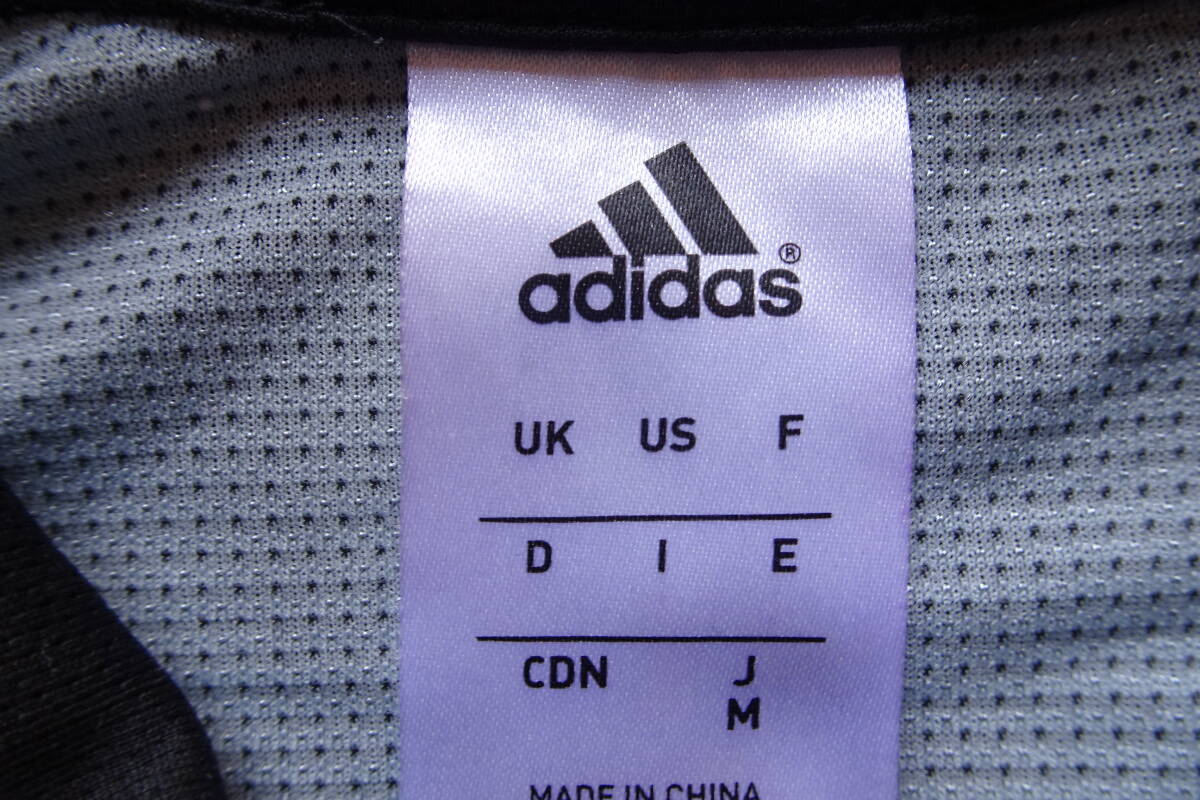 adidas®
UK US F
D I E
CDN J
M
MADE IN CHINA